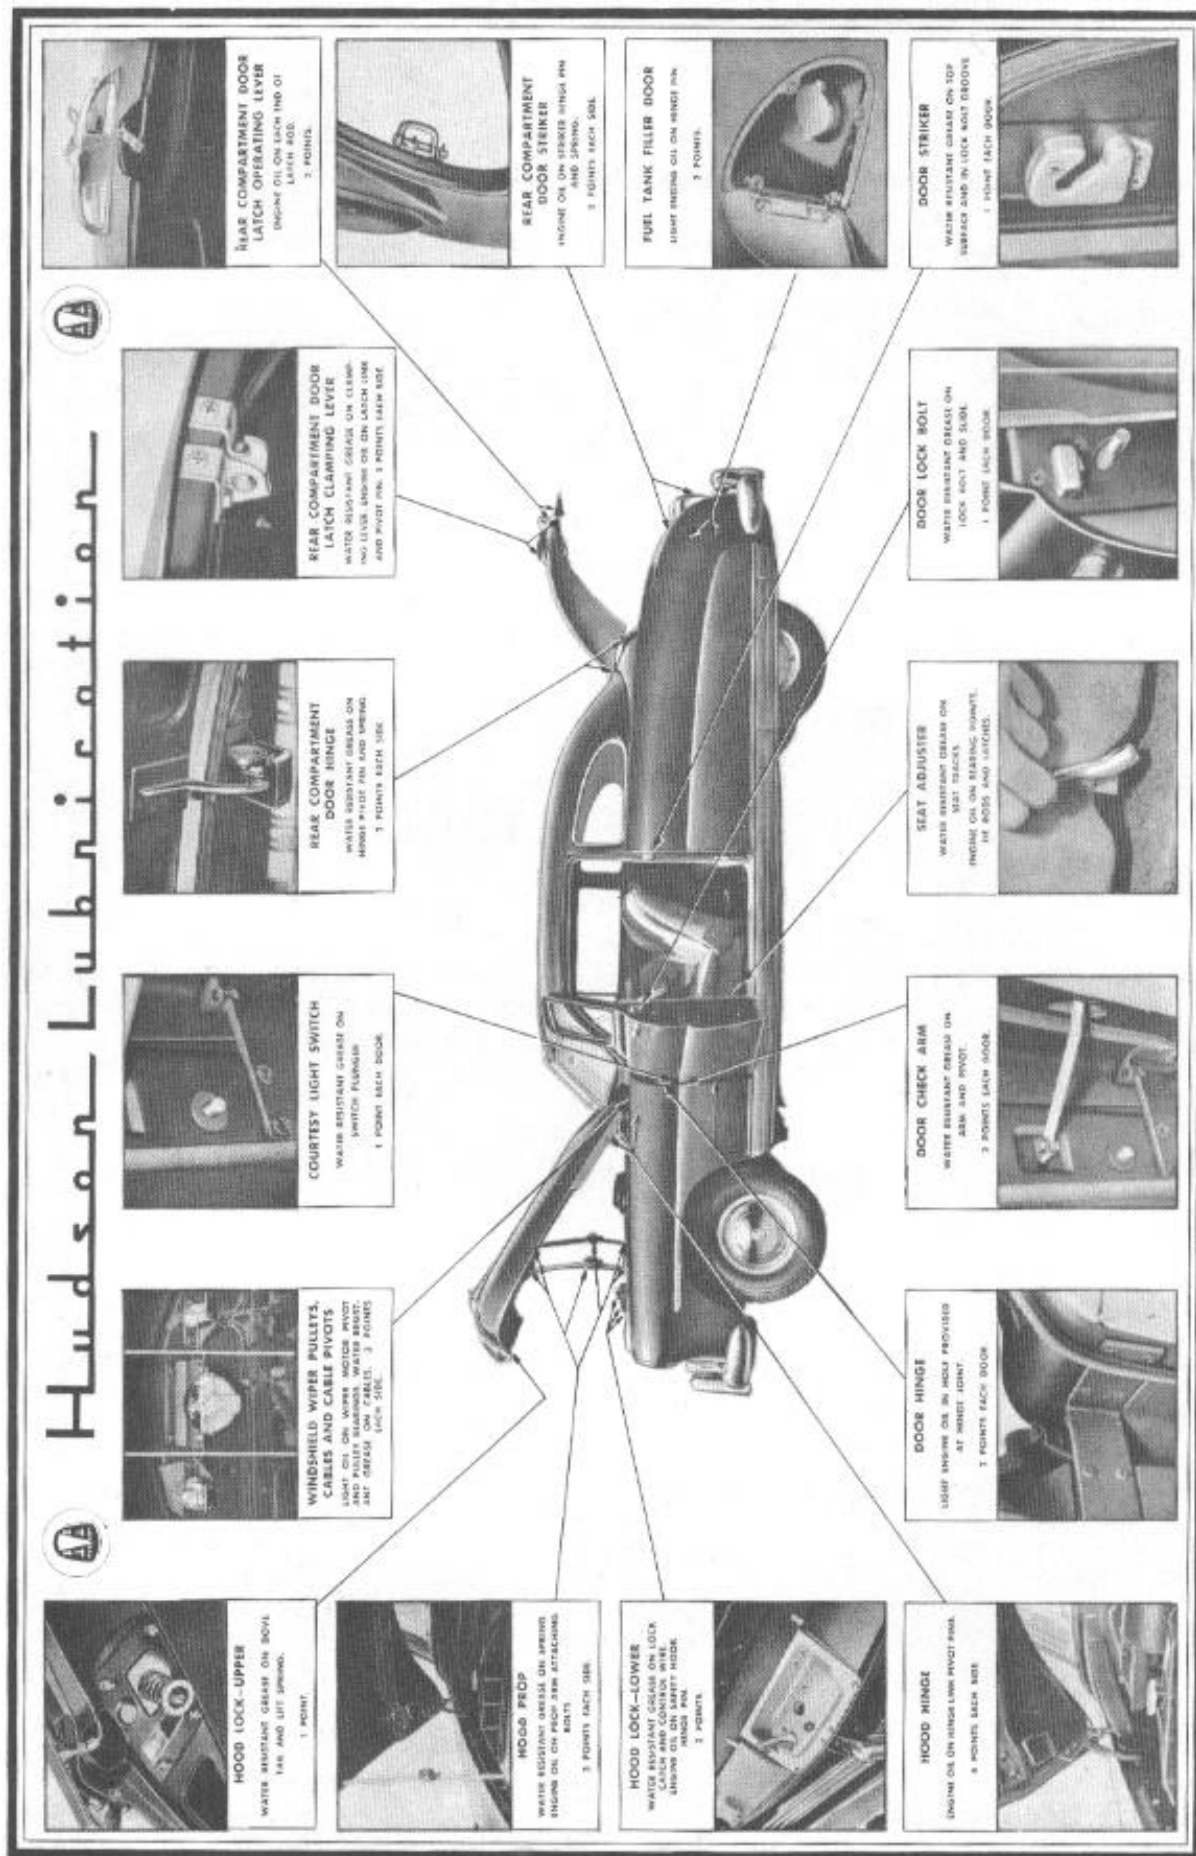 Hudson Lubrication
HOOD LOCK—UPPER
WATER RESISTANT GREASE ON DOVE
TAIL AND LIFT SPRING.
1 POINT.
HOOD PROP
WATER RESISTANT GREASE ON SPRING
ENGINE OIL ON PROP ARM ATTACHING
BOLTS
5 POINTS EACH SIDE.
HOOD LOCK—LOWER
WATER RESISTANT GREASE ON LOCK
CATCH AND CONTROL WIRE.
ENGINE OIL ON SAFETY HOOK
HINGE PIN.
POINTS
HOOD HINGE
ENGINE OIL ON HINGE LINK PIVOT PINS.
POINTS EACH SIDE
WINDSHIELD WIPER PULLEYS,
CABLES AND CABLE PIVOTS
LIGHT OIL ON WIPER MOTOR PIVOT
AND PULLEY BEARINGS. WATER RESIST-
ANT GREASE ON CABLES. 3 POINTS
EACH SIDE.
COURTESY LIGHT SWITCH
WATER RESISTANT GREASE ON
SWITCH PLUNGER
1 POINT EACH DOOR.
REAR COMPARTMENT
DOOR HINGE
WATER RESISTANT GREASE ON
HINGE PIVOT PIN AND SPRING
POINTS EACH SIDE
REAR COMPARTMENT DOOR
LATCH CLAMPING LEVER
WATER RESISTANT GREASE ON CLAMP-
ING LEVER. ENGINE OIL ON LATCH LINK
AND PIVOT PIN. POINTS EACH SIDE.
REAR COMPARTMENT DOOR
LATCH OPERATING LEVER
ENGINE OIL ON EACH END OF
LATCH ROD.
2 POINTS.
REAR COMPARTMENT
DOOR STRIKER
ENGINE OIL ON STRIKER HINGE PIN
AND SPRING.
POINTS EACH SIDE.
FUEL TANK FILLER DOOR
LIGHT ENGINE OIL ON HINGE PIN
POINTS.
DOOR STRIKER
WATER RESISTANT GREASE ON TOP
SURFACE AND IN LOCK BOLT GROOVE
1 POINT EACH DOOR.
DOOR HINGE
LIGHT ENGINE OIL IN HOLE PROVIDED
AT HINGE JOINT.
2 POINTS EACH DOOR
DOOR CHECK ARM
WATER RESISTANT GREASE ON
ARM AND PIVOT.
2 POINTS EACH DOOR.
SEAT ADJUSTER
WATER RESISTANT GREASE ON
SEAT TRACKS
ENGINE OIL ON BEARING POINTS,
TIE RODS AND LATCHES.
DOOR LOCK BOLT
WATER RESISTANT GREASE ON
LOCK BOLT AND SLIDE.
1 POINT EACH DOOR